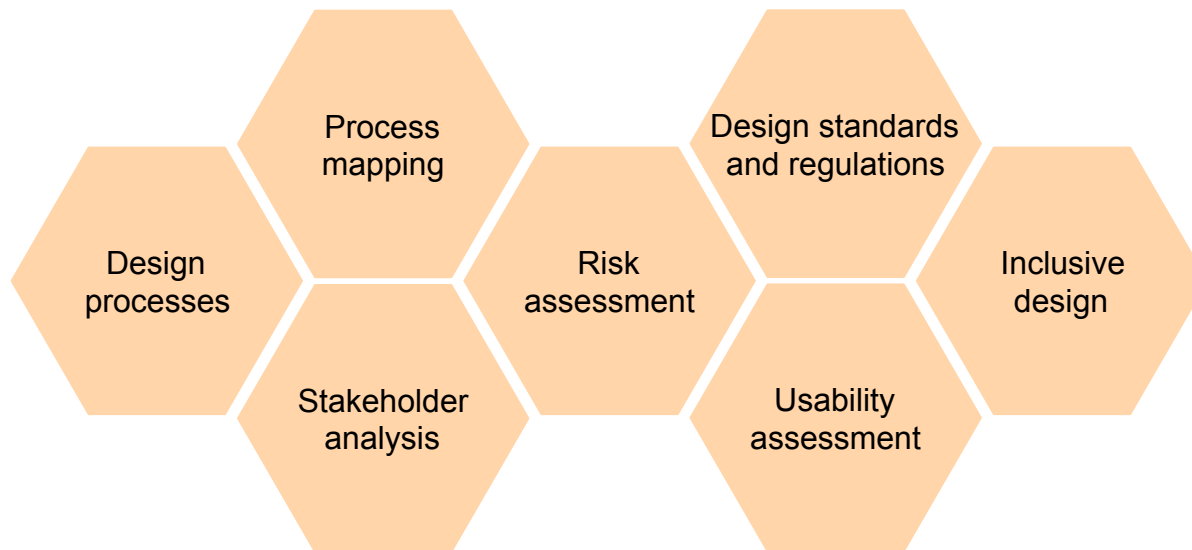 Process
mapping
Design standards
and regulations
Design
processes
Risk
assessment
Inclusive
design
Stakeholder
analysis
Usability
assessment